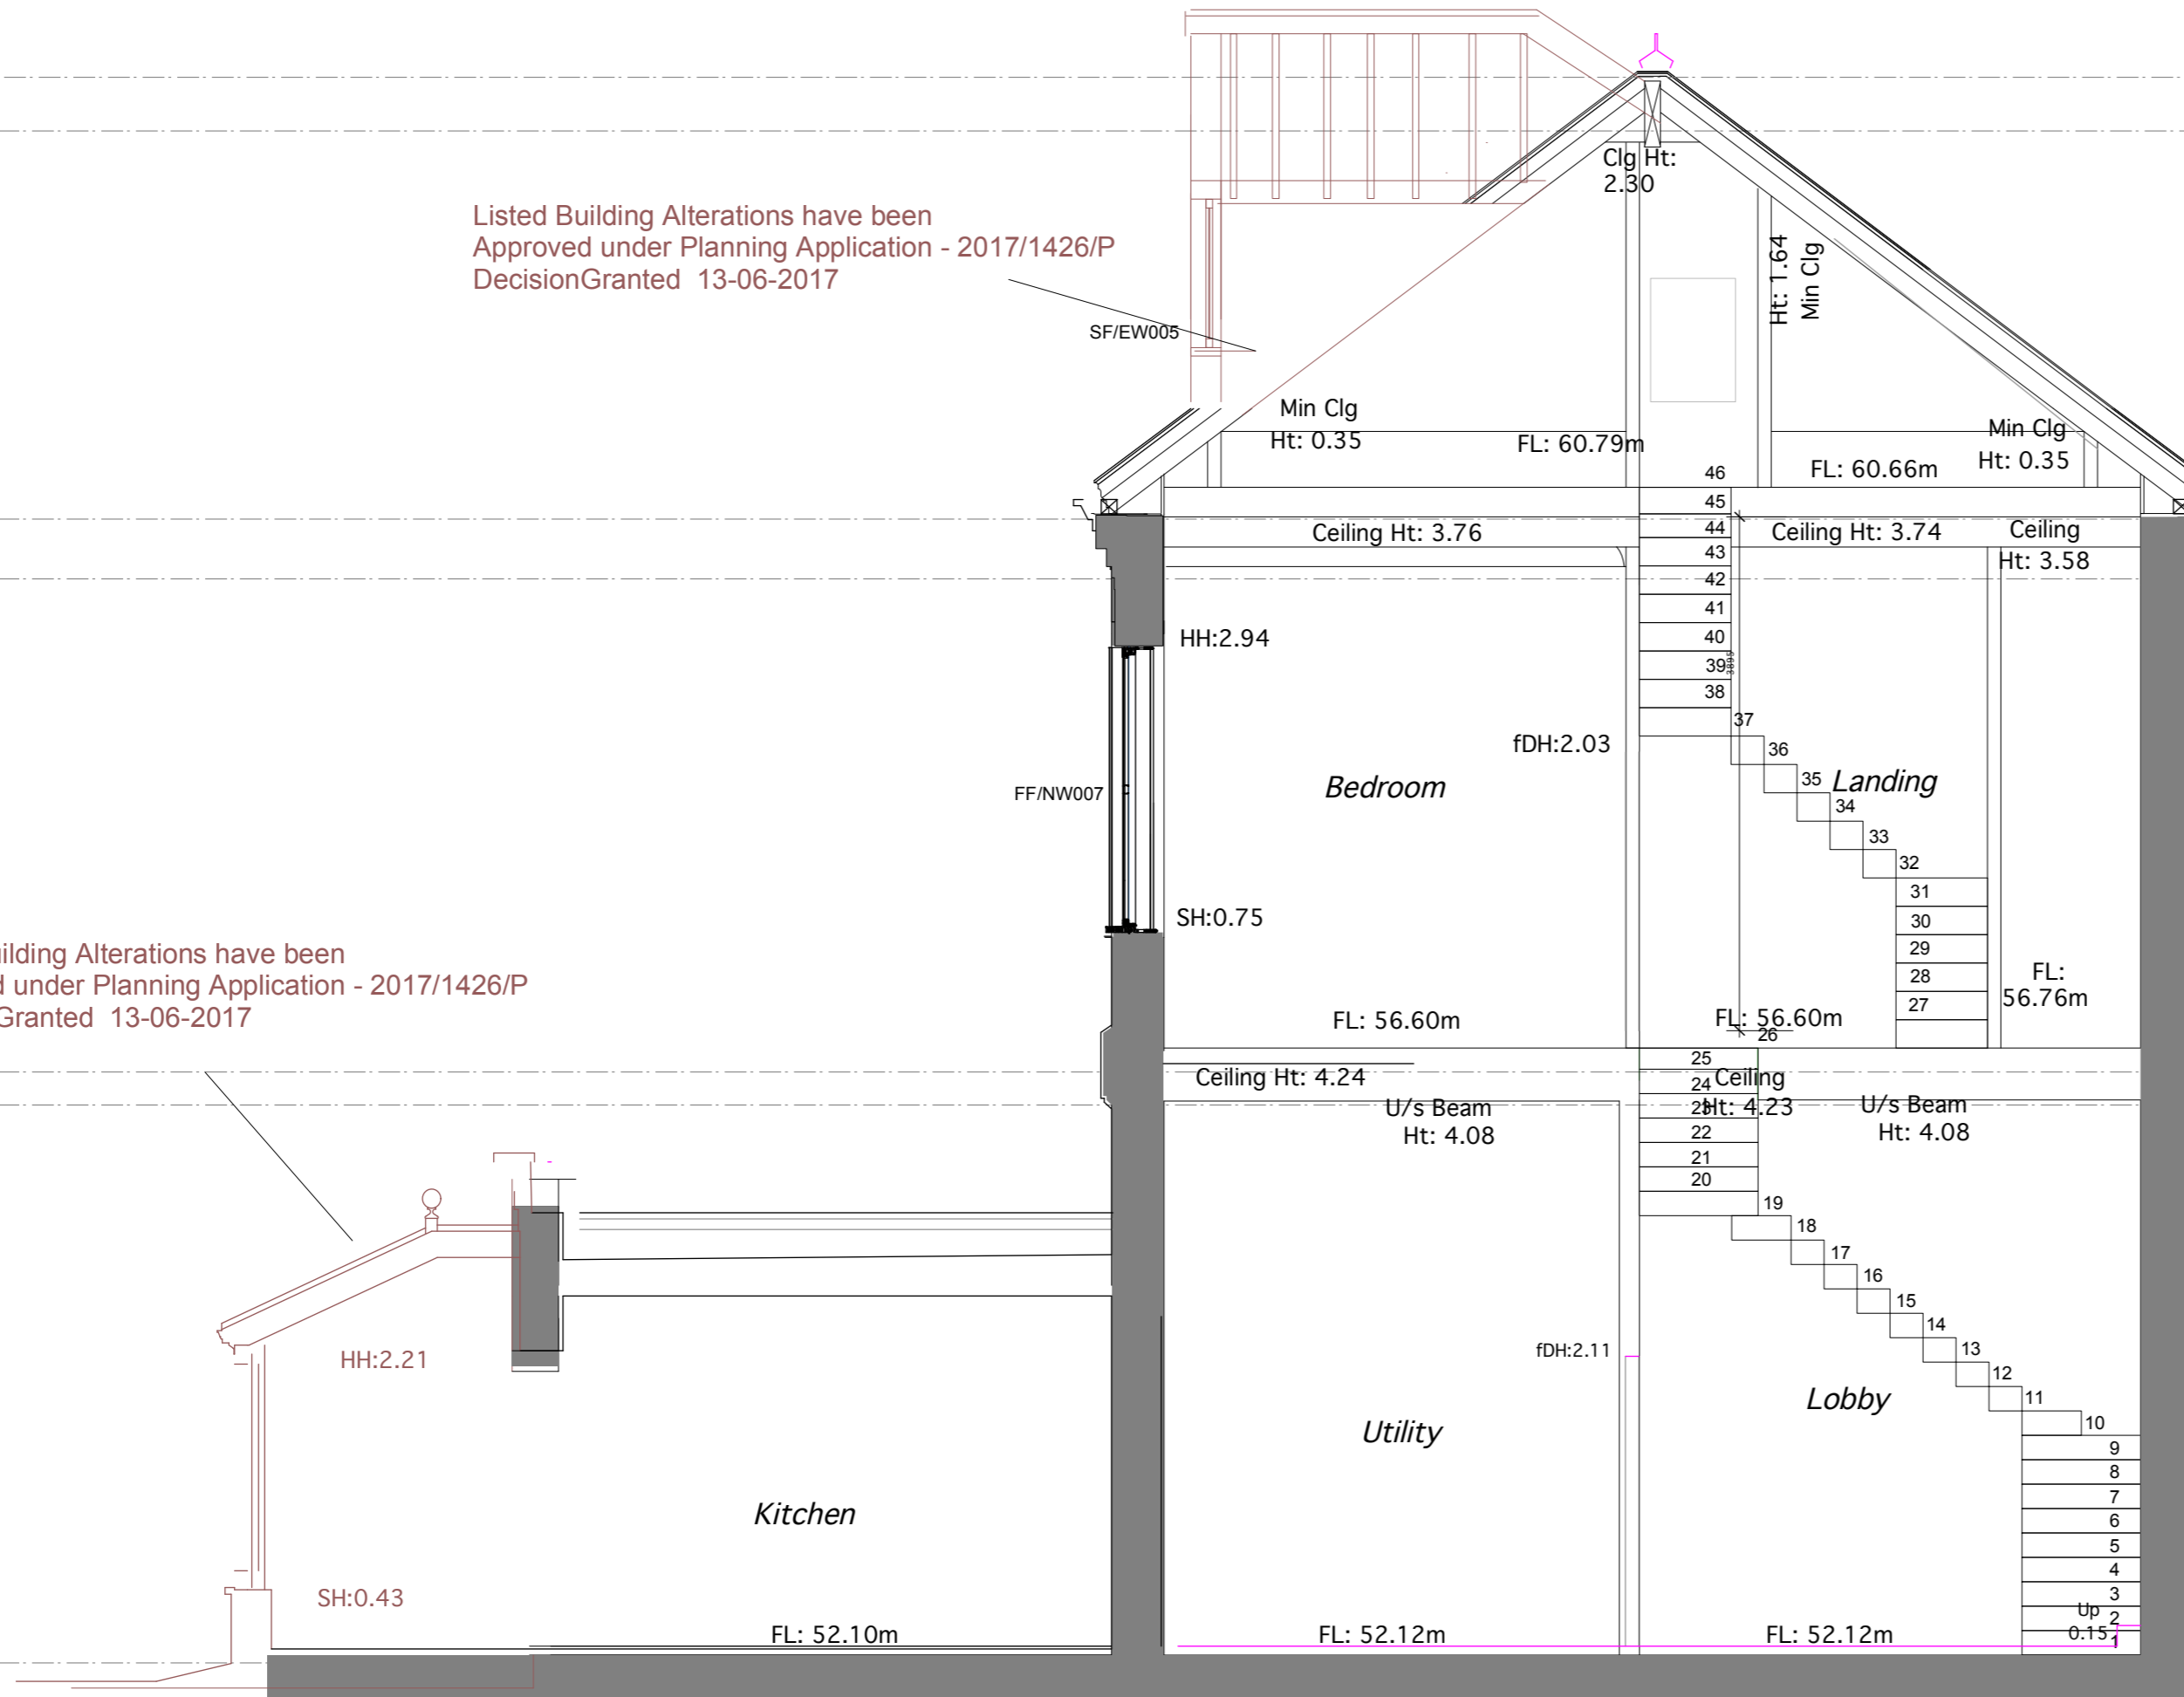 Clg Ht:
2.30
Listed Building Alterations have been
Approved under Planning Application - 2017/1426/P
DecisionGranted 13-06-2017
Ht: 1.64
Min Clg
SF/EW005
Min Clg
Ht: 0.35
FL: 60.79m
Min Clg
Ht: 0.35
FL: 60.66m
46
45
44
43
42
41
40
39
38
37
36
35
34
33
32
31
30
29
28
27
26
Ceiling Ht: 3.76
Ceiling Ht: 3.74
Ceiling
Ht: 3.58
HH:2.94
3895
fDH:2.03
Bedroom
Landing
FF/NW007
SH:0.75
uilding Alterations have been
d under Planning Application - 2017/1426/P
Granted 13-06-2017
FL:
56.76m
FL: 56.60m
FL: 56.60m
25
24
23
22
21
20
19
18
17
16
15
14
13
12
11
10
9
8
7
6
5
4
3
2
1
Ceiling Ht: 4.24
Ceiling
Ht: 4.23
U/s Beam
Ht: 4.08
U/s Beam
Ht: 4.08
HH:2.21
fDH:2.11
Lobby
Utility
Kitchen
SH:0.43
Up
0.15
FL: 52.10m
FL: 52.12m
FL: 52.12m